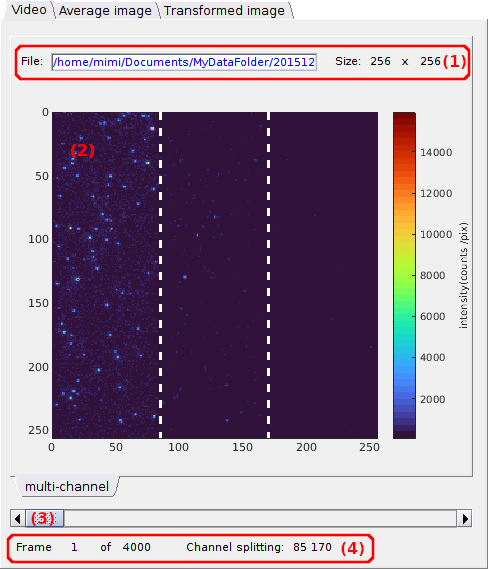 Video Average image Transformed image
File: /home/mimi/Documents/MyDataFolder/201512 Size: 256 x 256 (1)
0
50
100
150
200
250
0 50 100 150 200 250
(2)
14000
12000
10000
8000
6000
4000
2000
intensity(counts /pix)
multi-channel
(3)
Frame 1 of 4000 Channel splitting: 85 170 (4)